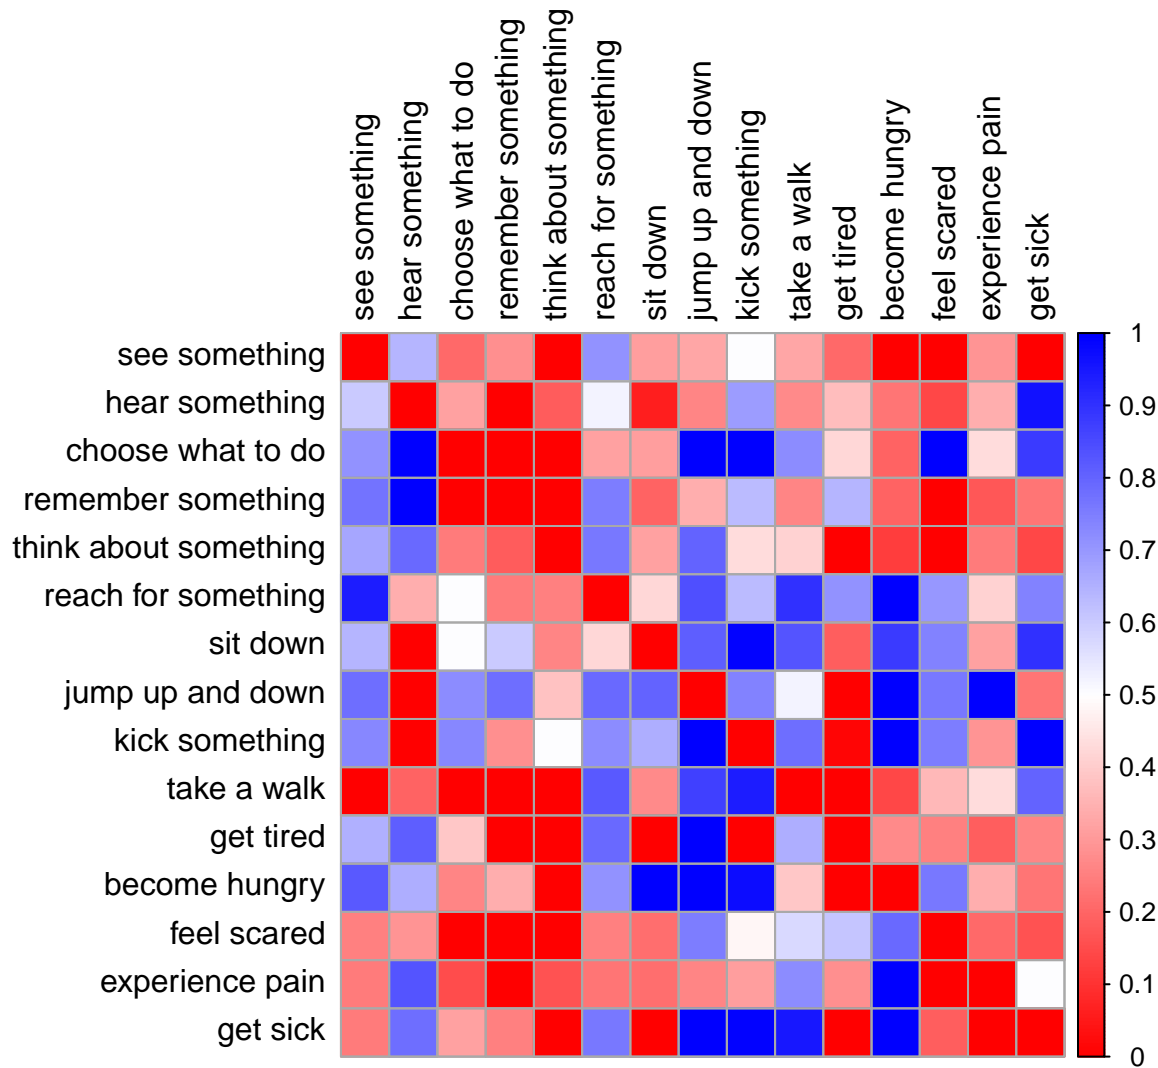 see something
hear something
choose what to do
remember something
think about something
reach for something
sit down
jump up and down
kick something
take a walk
get tired
become hungry
feel scared
experience pain
get sick
see something
hear something
choose what to do
remember something
think about something
reach for something
sit down
jump up and down
kick something
take a walk
get tired
become hungry
feel scared
experience pain
get sick
1
0.9
0.8
0.7
0.6
0.5
0.4
0.3
0.2
0.1
0